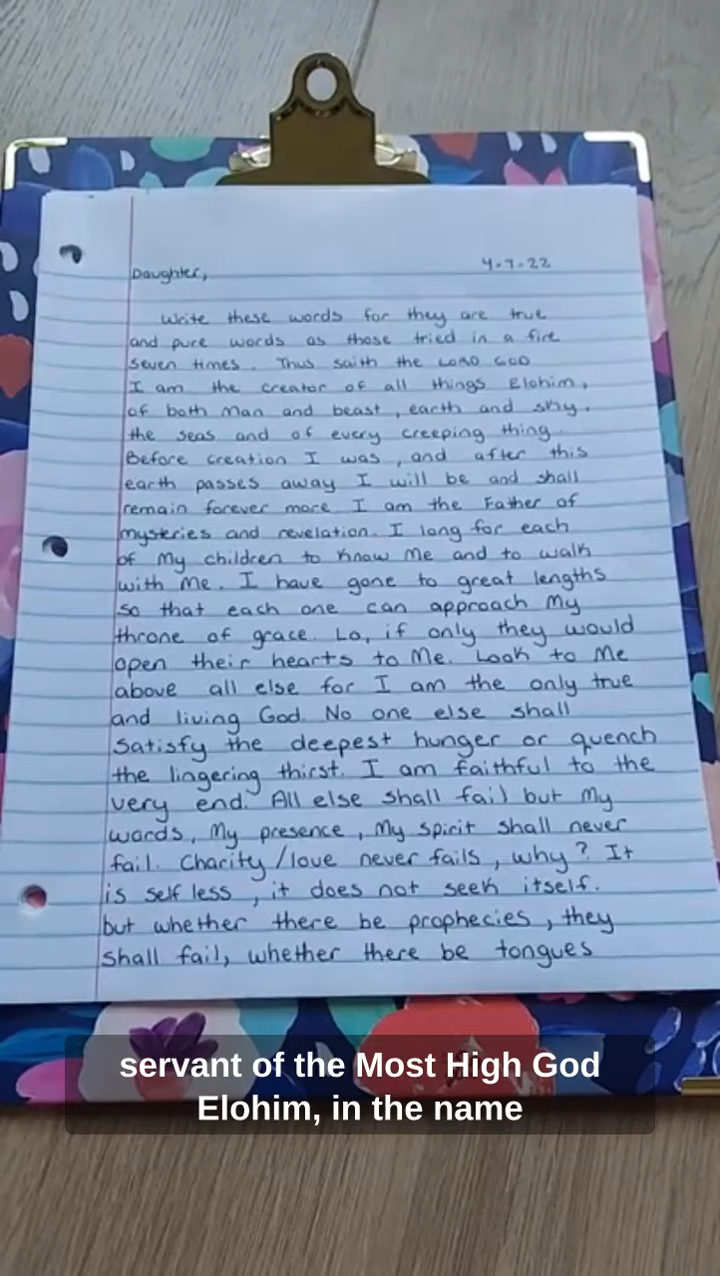 4-7-22
Daughter,
Write these words for they are true
and pure words as those tried in a fire
seven times. Thus saith the LORD GOD
I am the creator of all things Elohim,
of both man and beast, earth and sky.
the seas and of every creeping thing.
Before creation I was, and after this
earth passes away I will be and shall
remain forever more. I am the Father of
mysteries and revelation. I long for each
of My children to know Me and to walk
with Me. I have gone to great lengths
so that each one can approach My
throne of grace. Lo, if only they would
open their hearts to Me. Look to Me
above all else for I am the only true
and living God. No one else shall
satisfy the deepest hunger or quench
the lingering thirst. I am faithful to the
very end. All else shall fail but My
words, My presence, My spirit shall never
fail. Charity/love never fails, why? It
is self less, it does not seek itself.
but whether there be prophecies, they
shall fail, whether there be tongues
servant of the Most High God
Elohim, in the name